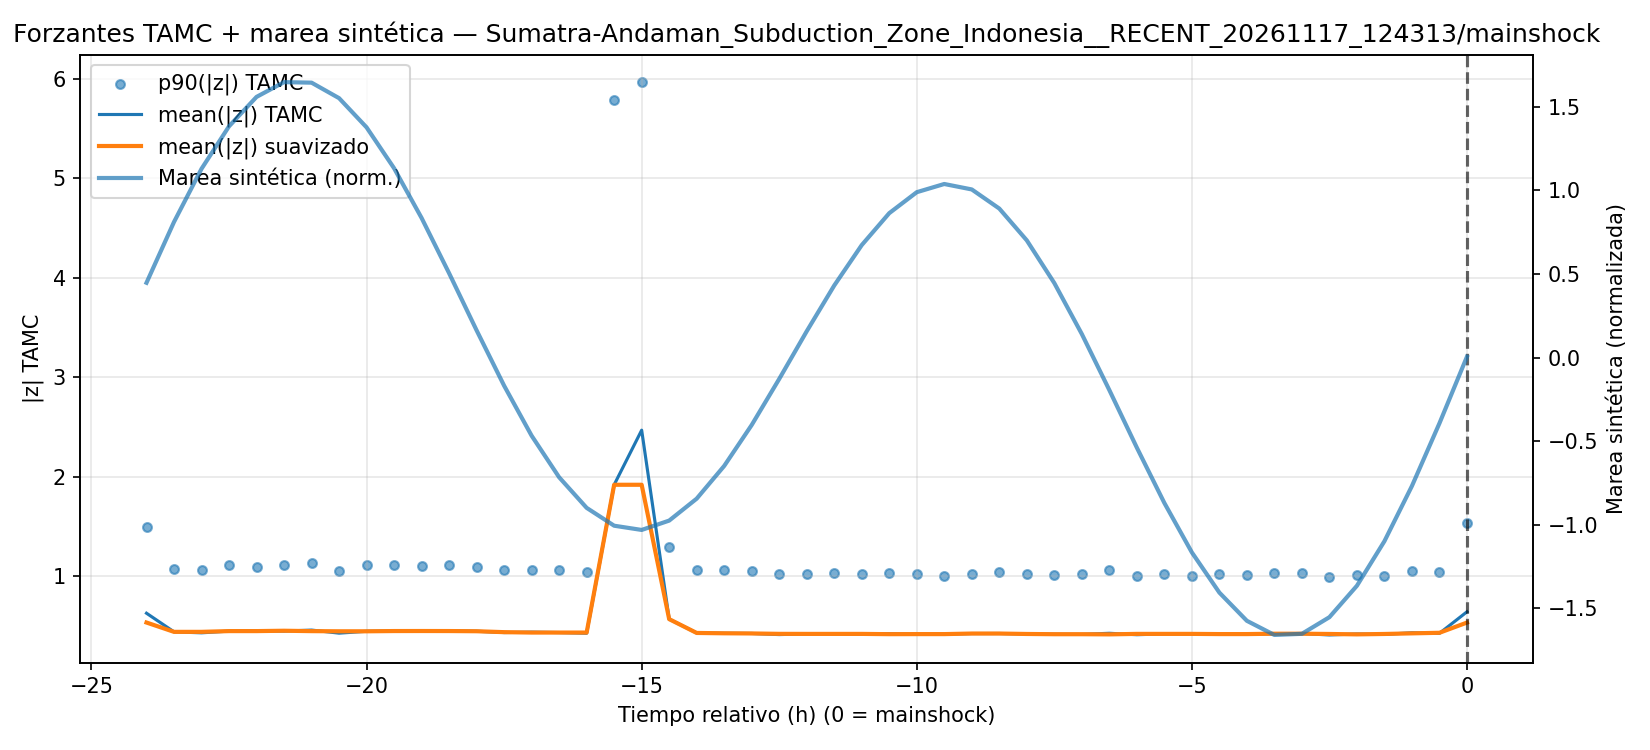 Forzantes TAMC + marea sintética — Sumatra-Andaman_Subduction_Zone_Indonesia__RECENT_20261117_124313/mainshock
p90(|z|) TAMC
mean(|z|) TAMC
mean(|z|) suavizado
Marea sintética (norm.)
|z| TAMC
6
5
4
3
2
1
Marea sintética (normalizada)
1.5
1.0
0.5
0.0
−0.5
−1.0
−1.5
−25
−20
−15
−10
−5
0
Tiempo relativo (h) (0 = mainshock)